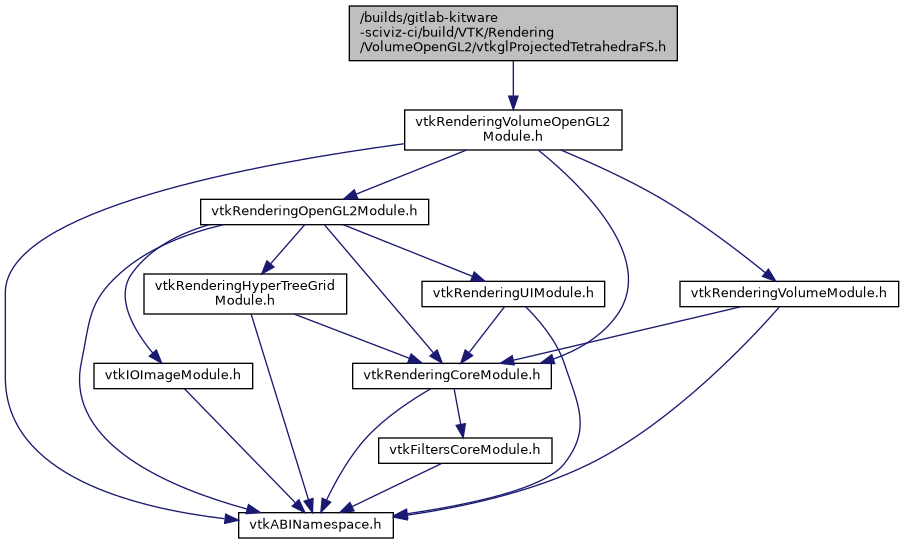 /builds/gitlab-kitware
-sciviz-ci/build/VTK/Rendering
/VolumeOpenGL2/vtkglProjectedTetrahedraFS.h
vtkRenderingVolumeOpenGL2
Module.h
vtkRenderingOpenGL2Module.h
vtkRenderingHyperTreeGrid
Module.h
vtkRenderingUIModule.h
vtkRenderingVolumeModule.h
vtkIOImageModule.h
vtkRenderingCoreModule.h
vtkFiltersCoreModule.h
vtkABINamespace.h